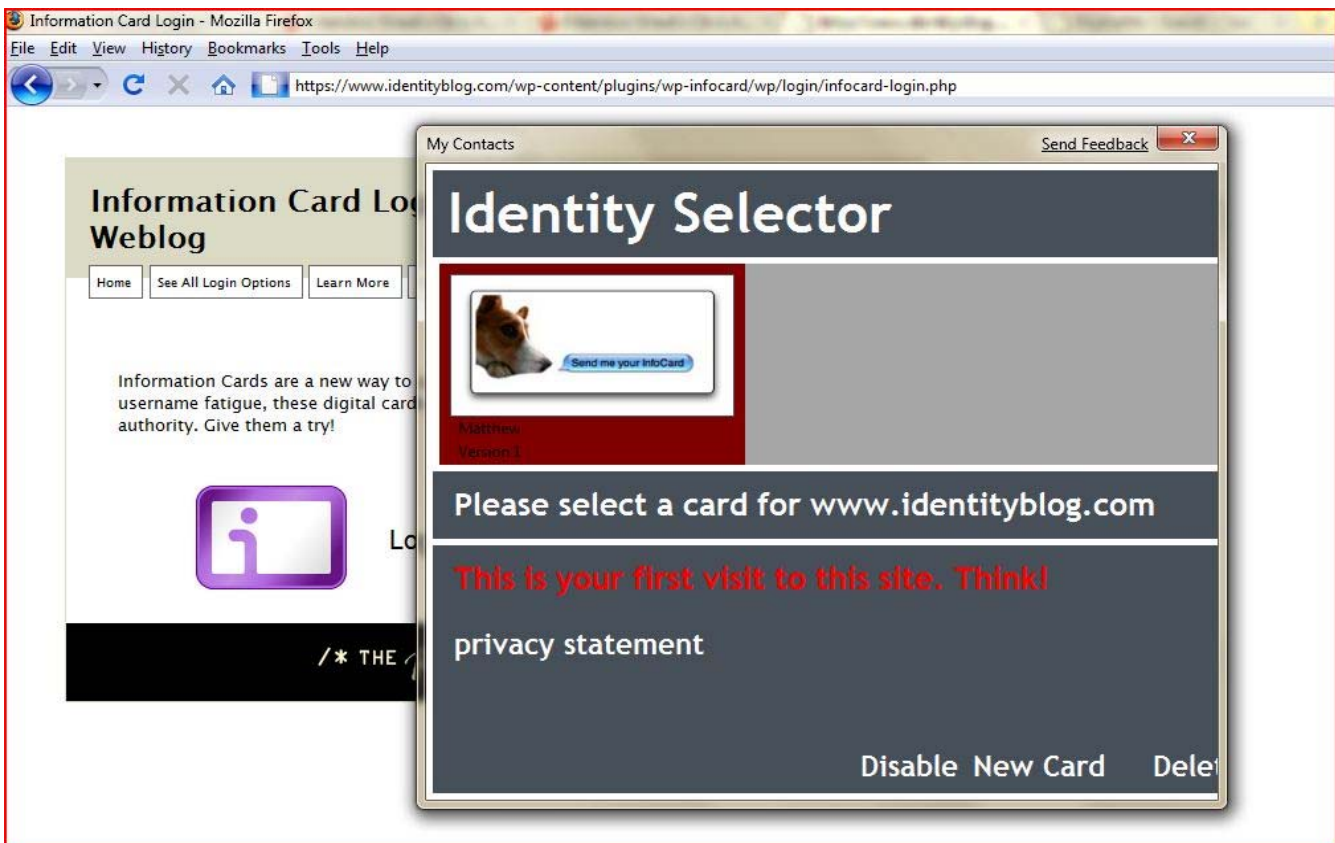 Information Card Login - Mozilla Firefox
File Edit View History Bookmarks Tools Help
https://www.identityblog.com/wp-content/plugins/wp-infocard/wp/login/infocard-login.php
Information Card Log
Weblog
Home See All Login Options Learn More
Information Cards are a new way to
username fatigue, these digital card
authority. Give them a try!
Lo
/* THE
My Contacts Send Feedback
Identity Selector
Send me your InfoCard
Matthew
Version 1
Please select a card for www.identityblog.com
This is your first visit to this site. Think!
privacy statement
Disable New Card Delet